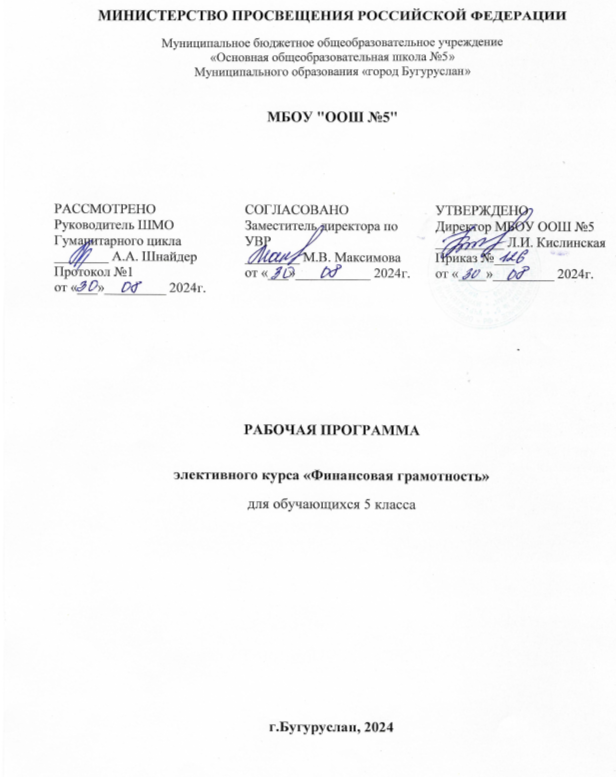 МИНИСТЕРСТВО ПРОСВЕЩЕНИЯ РОССИЙСКОЙ ФЕДЕРАЦИИ
Муниципальное бюджетное общеобразовательное учреждение
«Основная общеобразовательная школа №5»
Муниципального образования «город Бугуруслан»
МБОУ "ООШ №5"
РАССМОТРЕНО
Руководитель ШМО
Гуманитарного цикла
________ А.А. Шнайдер
Протокол №1
от «30» 08 2024г.
СОГЛАСОВАНО
Заместитель директора по
УВР
________ М.В. Максимова
от «30» 08 2024г.
УТВЕРЖДЕНО
Директор МБОУ ООШ №5
________ Л.И. Кислинская
Приказ № 126
от «30» 08 2024г.
РАБОЧАЯ ПРОГРАММА
элективного курса «Финансовая грамотность»
для обучающихся 5 класса
г.Бугуруслан, 2024